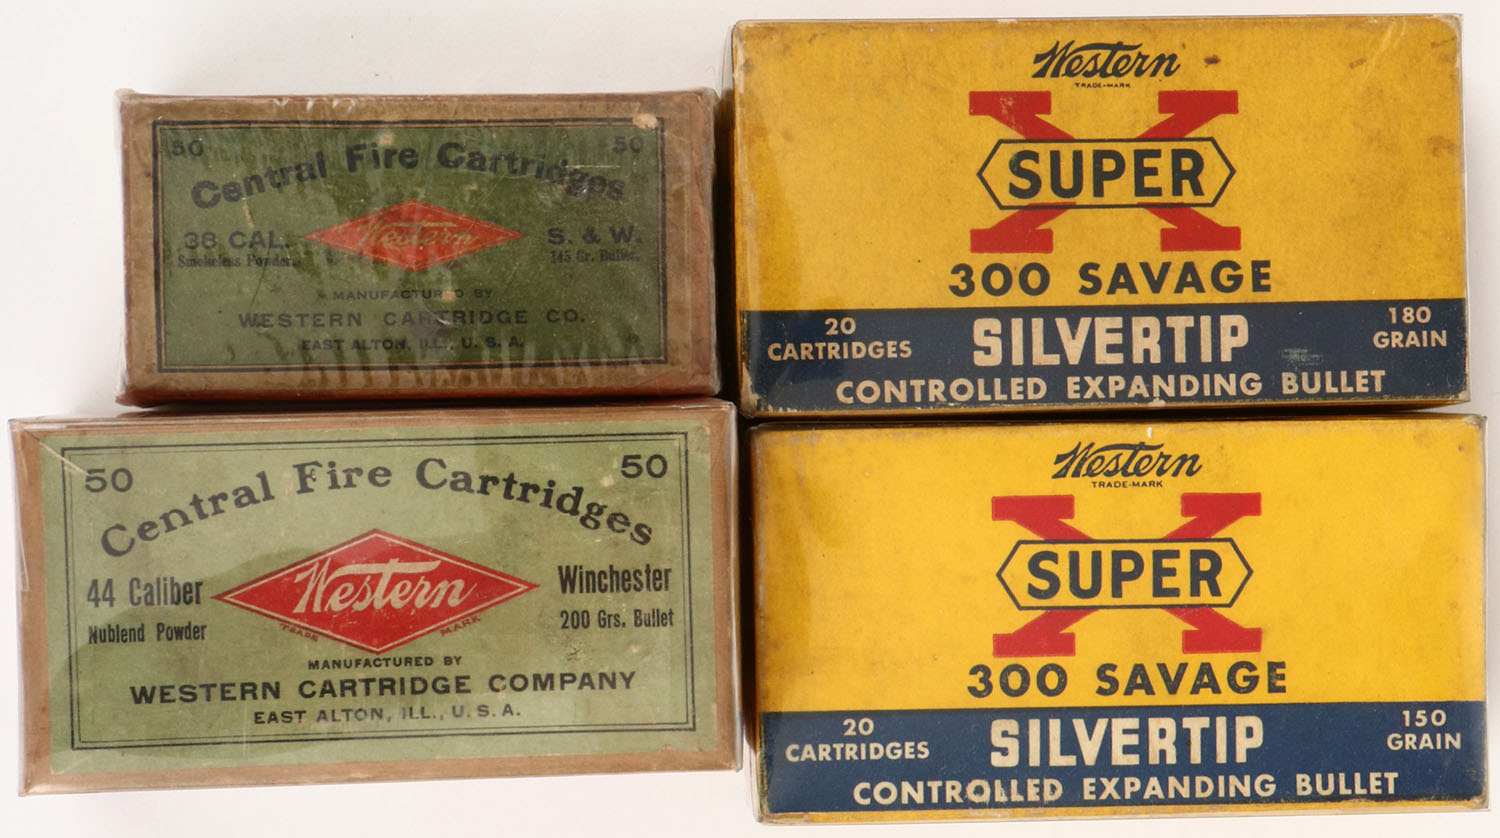 50 50
Central Fire Cartridges
38 CAL. Western S. & W.
Smokeless Powder. 145 Gr. Bullet.
MANUFACTURED BY
WESTERN CARTRIDGE CO.
EAST ALTON, ILL., U. S. A.
Western
TRADE-MARK
SUPER X
300 SAVAGE
20 CARTRIDGES
SILVERTIP
180 GRAIN
CONTROLLED EXPANDING BULLET
50 50
Central Fire Cartridges
44 Caliber Western Winchester
Nublend Powder TRADE MARK 200 Grs. Bullet
MANUFACTURED BY
WESTERN CARTRIDGE COMPANY
EAST ALTON, ILL., U. S. A.
Western
TRADE-MARK
SUPER X
300 SAVAGE
20 CARTRIDGES
SILVERTIP
150 GRAIN
CONTROLLED EXPANDING BULLET